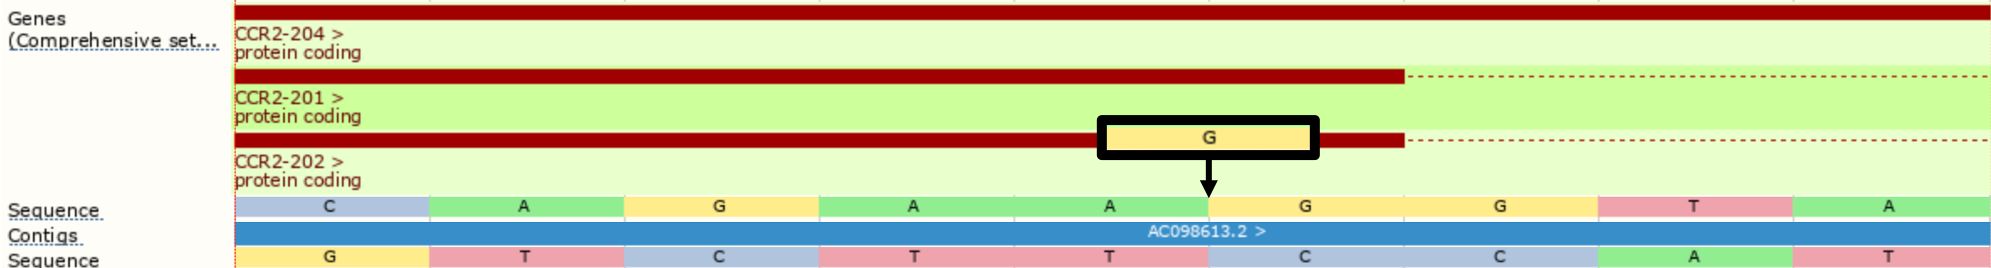 Genes
(Comprehensive set...
CCR2-204 >
protein coding
CCR2-201 >
protein coding
G
CCR2-202 >
protein coding
Sequence C A G A A G G T A
Contigs AC098613.2 >
Sequence G T C T T C C A T